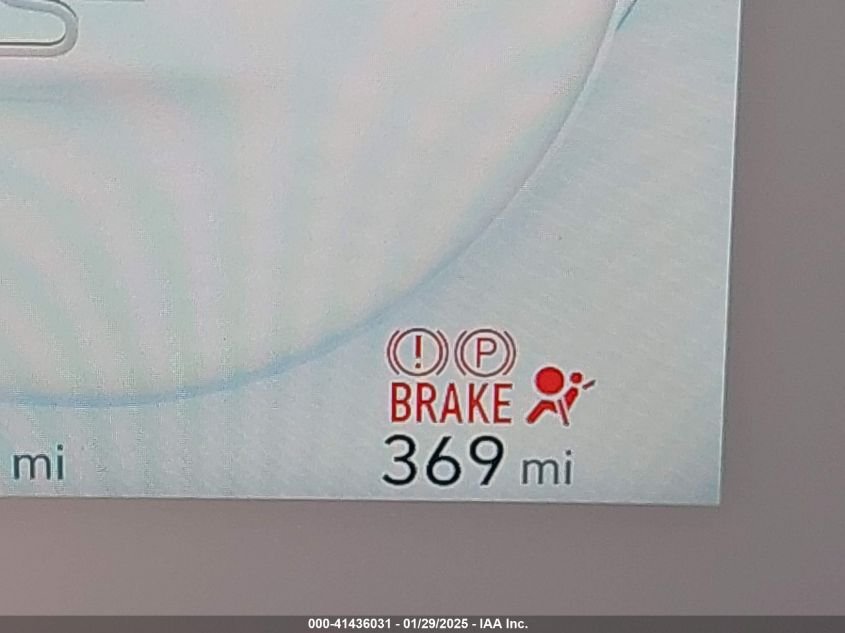 ! P
BRAKE
mi
369 mi
000-41436031 - 01/29/2025 - IAA Inc.